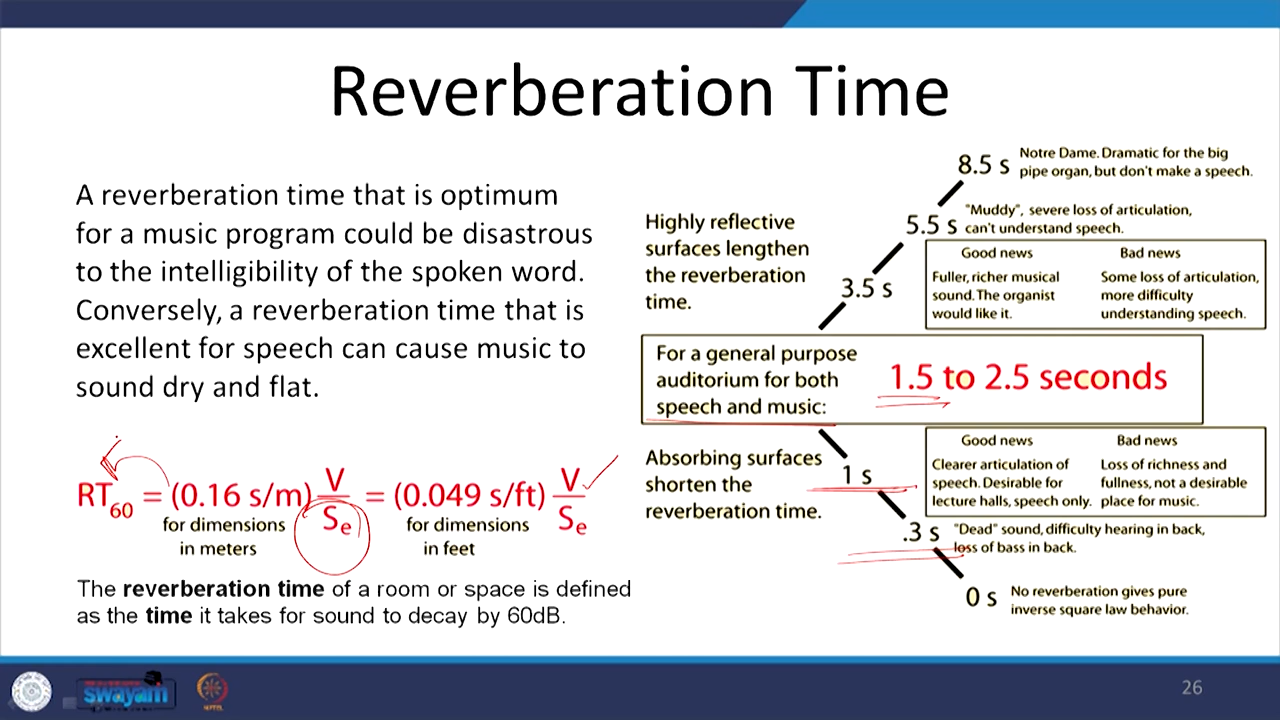 Reverberation Time
A reverberation time that is optimum
for a music program could be disastrous
to the intelligibility of the spoken word.
Conversely, a reverberation time that is
excellent for speech can cause music to
sound dry and flat.
RT60 = (0.16 s/m) V/Se = (0.049 s/ft) V/Se
for dimensions
in meters
for dimensions
in feet
The reverberation time of a room or space is defined
as the time it takes for sound to decay by 60dB.
8.5 s
Notre Dame. Dramatic for the big
pipe organ, but don't make a speech.
5.5 s
"Muddy", severe loss of articulation,
can't understand speech.
Highly reflective
surfaces lengthen
the reverberation
time.
3.5 s
Good news
Fuller, richer musical
sound. The organist
would like it.
Bad news
Some loss of articulation,
more difficulty
understanding speech.
For a general purpose
auditorium for both
speech and music:
1.5 to 2.5 seconds
Absorbing surfaces
shorten the
reverberation time.
1 s
Good news
Clearer articulation of
speech. Desirable for
lecture halls, speech only.
Bad news
Loss of richness and
fullness, not a desirable
place for music.
.3 s
"Dead" sound, difficulty hearing in back,
loss of bass in back.
0 s
No reverberation gives pure
inverse square law behavior.
swayam
26